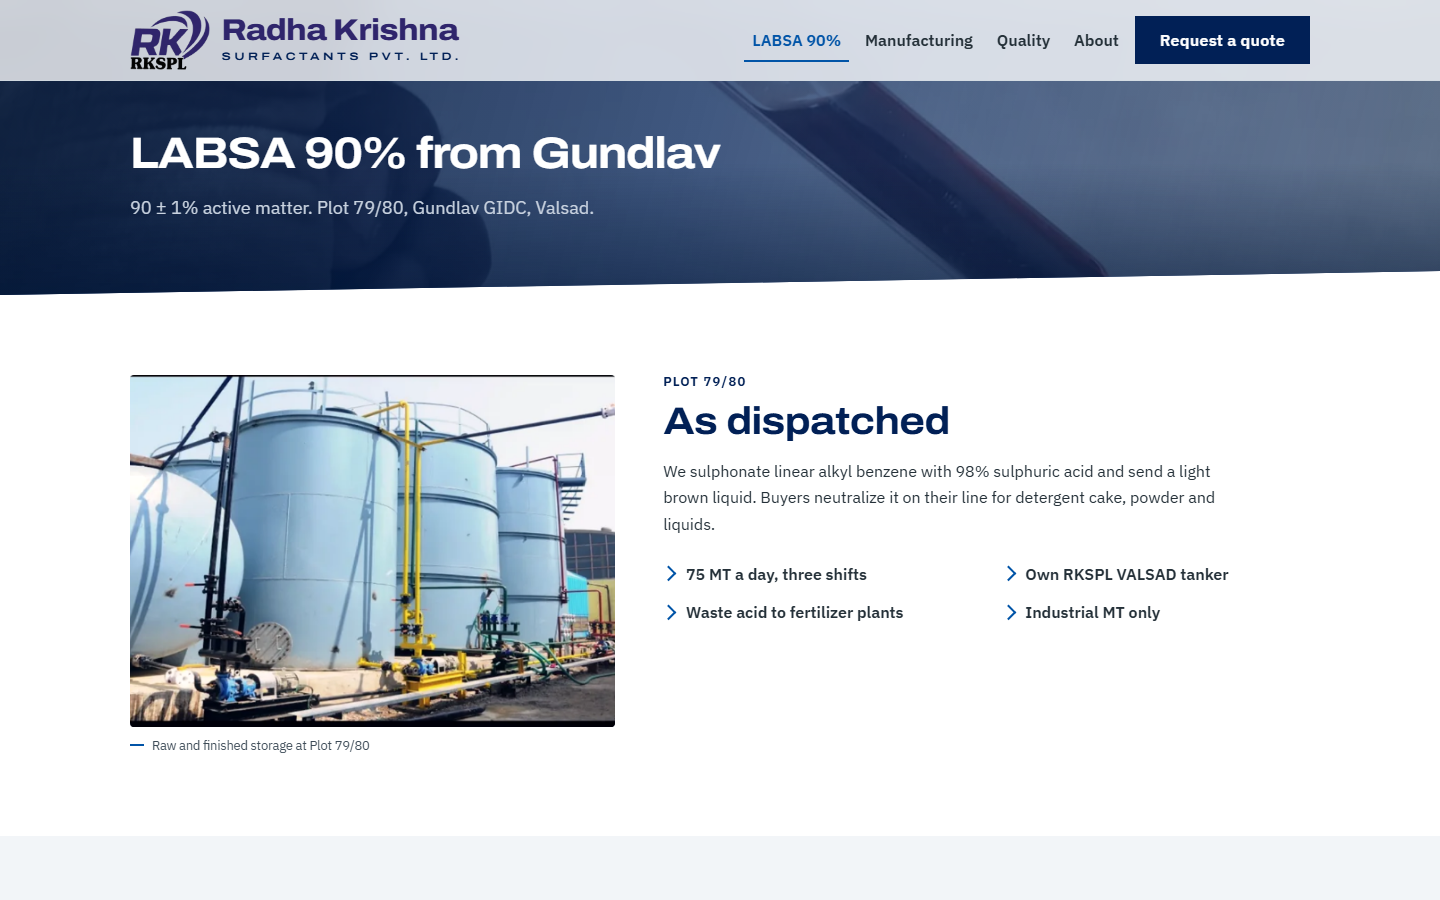 RK
RKSPL
Radha Krishna
SURFACTANTS PVT. LTD.
LABSA 90%
Manufacturing
Quality
About
Request a quote
LABSA 90% from Gundlav
90 ± 1% active matter. Plot 79/80, Gundlav GIDC, Valsad.
PLOT 79/80
As dispatched
We sulphonate linear alkyl benzene with 98% sulphuric acid and send a light
brown liquid. Buyers neutralize it on their line for detergent cake, powder and
liquids.
75 MT a day, three shifts
Own RKSPL VALSAD tanker
Waste acid to fertilizer plants
Industrial MT only
Raw and finished storage at Plot 79/80